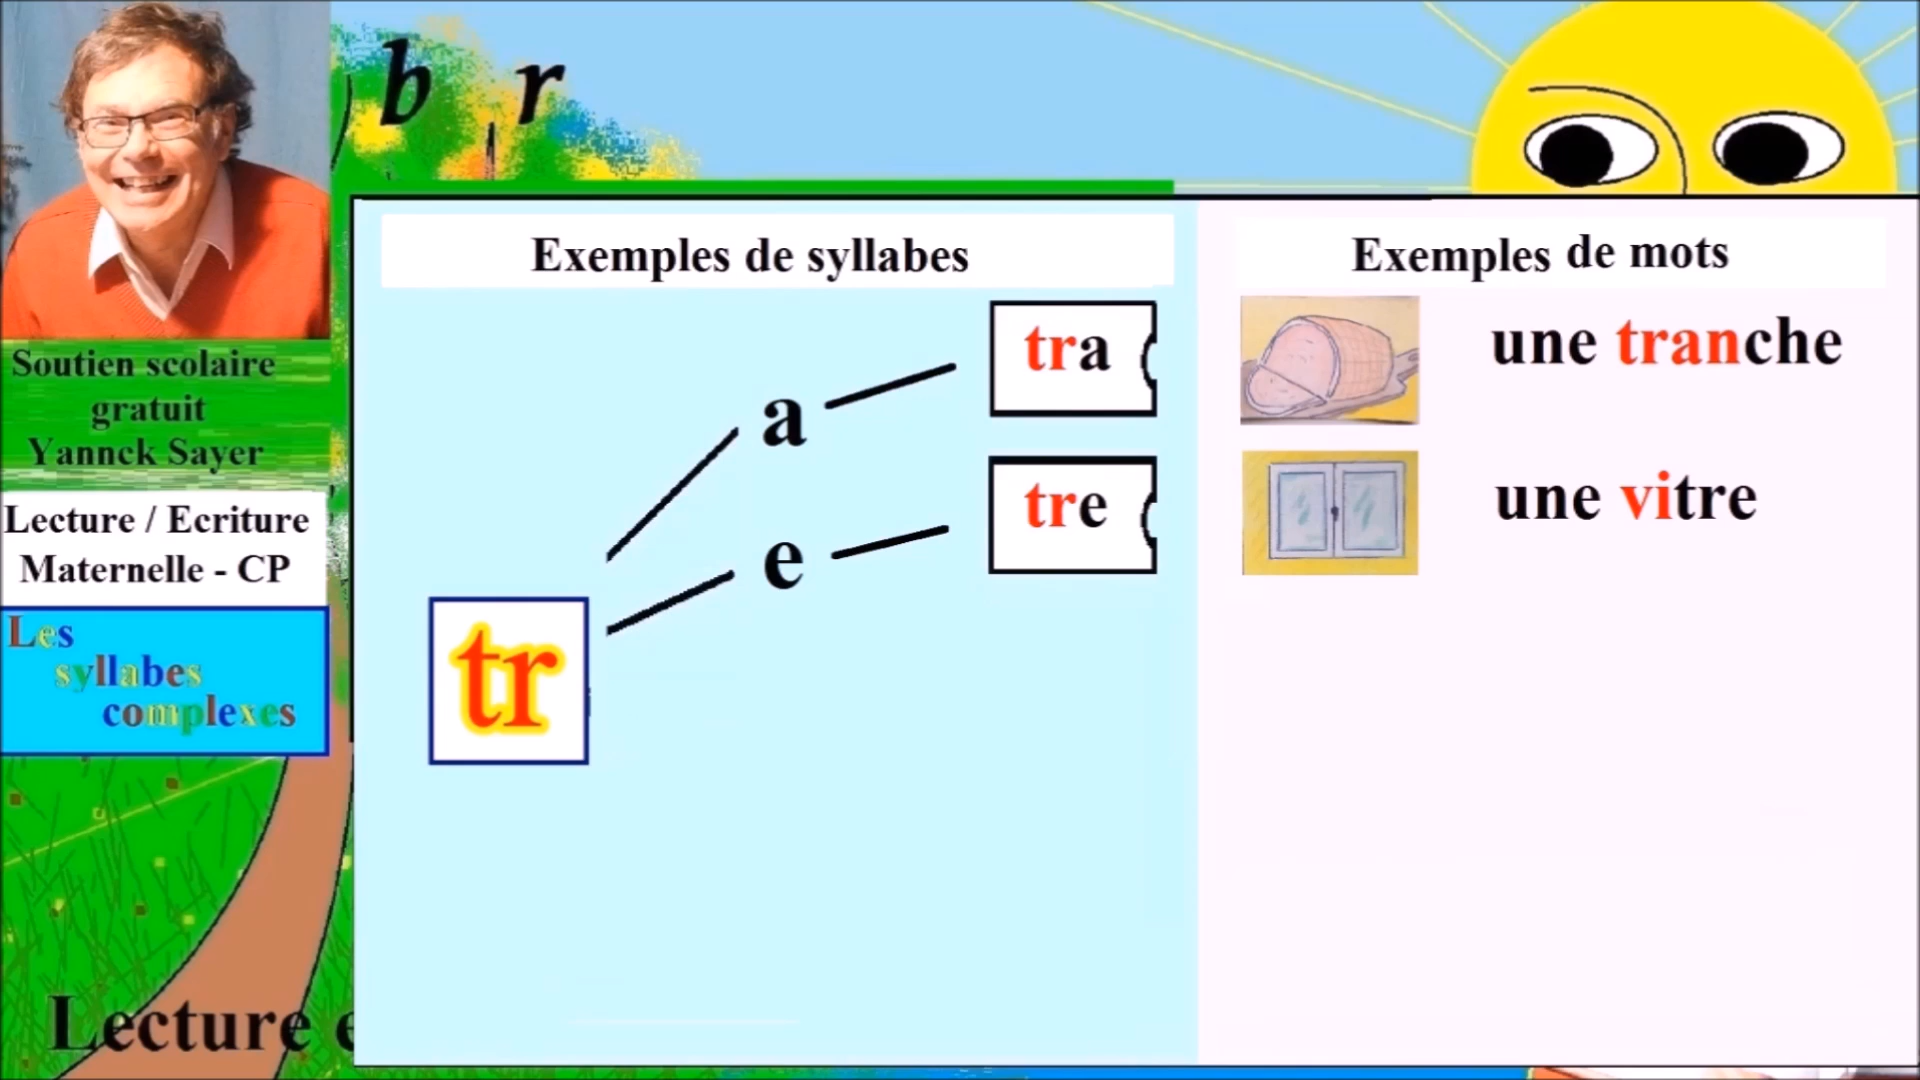 b r
Soutien scolaire
gratuit
Yannck Sayer
Lecture / Ecriture
Maternelle - CP
Les
syllabes
complexes
Lecture e
Exemples de syllabes
tr
a
e
tra
tre
Exemples de mots
une tranche
une vitre